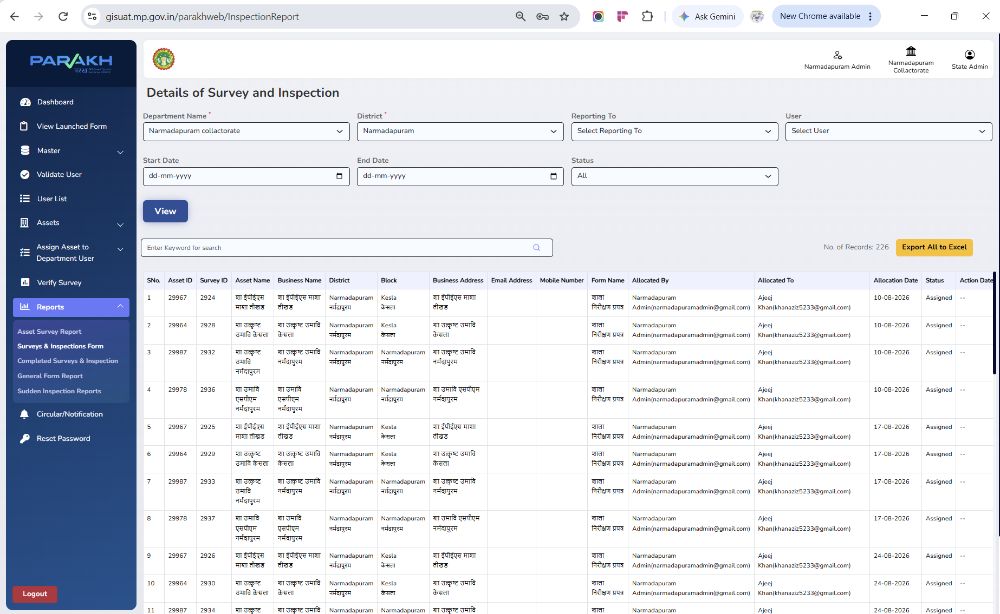 gisuat.mp.gov.in/parakhweb/InspectionReport
Ask Gemini
New Chrome available
PARAKH
परख
Narmadapuram Admin
Narmadapuram
Collactorate
State Admin
Dashboard
View Launched Form
Master
Validate User
User List
Assets
Assign Asset to
Department User
Verify Survey
Reports
Asset Survey Report
Surveys & Inspections Form
Completed Surveys & Inspection
General Form Report
Sudden Inspection Reports
Circular/Notification
Reset Password
Logout
Details of Survey and Inspection
Department Name * District * Reporting To User
Narmadapuram collactorate Narmadapuram Select Reporting To Select User
Start Date End Date Status
dd-mm-yyyy dd-mm-yyyy All
View
Enter Keyword for search
No. of Records: 226 Export All to Excel
SNo. Asset ID Survey ID Asset Name Business Name District Block Business Address Email Address Mobile Number Form Name Allocated By Allocated To Allocation Date Status Action Date
1 29967 2924 शा ईपीईएस शा ईपीईएस माशा Narmadapuram Kesla शा ईपीईएस माशा शाला Narmadapuram Ajeej 10-08-2026 Assigned --
माशा तीखड तीखड नर्मदापुरम केसला तीखड निरीक्षण प्रपत्र Admin(narmadapuramadmin@gmail.com) Khan(khanaziz5233@gmail.com)
2 29964 2928 शा उत्कृष्ट शा उत्कृष्ट उमावि Narmadapuram Kesla शा उत्कृष्ट उमावि शाला Narmadapuram Ajeej 10-08-2026 Assigned --
उमावि केसला केसला नर्मदापुरम केसला केसला निरीक्षण प्रपत्र Admin(narmadapuramadmin@gmail.com) Khan(khanaziz5233@gmail.com)
3 29987 2932 शा उत्कृष्ट शा उत्कृष्ट उमावि Narmadapuram Narmadapuram शा उत्कृष्ट उमावि शाला Narmadapuram Ajeej 10-08-2026 Assigned --
उमावि नर्मदापुरम नर्मदापुरम नर्मदापुरम नर्मदापुरम निरीक्षण प्रपत्र Admin(narmadapuramadmin@gmail.com) Khan(khanaziz5233@gmail.com)
नर्मदापुरम
4 29978 2936 शा उमावि शा उमावि Narmadapuram Narmadapuram शा उमावि एसपीएम शाला Narmadapuram Ajeej 10-08-2026 Assigned --
एसपीएम एसपीएम नर्मदापुरम नर्मदापुरम नर्मदापुरम निरीक्षण प्रपत्र Admin(narmadapuramadmin@gmail.com) Khan(khanaziz5233@gmail.com)
नर्मदापुरम नर्मदापुरम
5 29967 2925 शा ईपीईएस शा ईपीईएस माशा Narmadapuram Kesla शा ईपीईएस माशा शाला Narmadapuram Ajeej 17-08-2026 Assigned --
माशा तीखड तीखड नर्मदापुरम केसला तीखड निरीक्षण प्रपत्र Admin(narmadapuramadmin@gmail.com) Khan(khanaziz5233@gmail.com)
6 29964 2929 शा उत्कृष्ट शा उत्कृष्ट उमावि Narmadapuram Kesla शा उत्कृष्ट उमावि शाला Narmadapuram Ajeej 17-08-2026 Assigned --
उमावि केसला केसला नर्मदापुरम केसला केसला निरीक्षण प्रपत्र Admin(narmadapuramadmin@gmail.com) Khan(khanaziz5233@gmail.com)
7 29987 2933 शा उत्कृष्ट शा उत्कृष्ट उमावि Narmadapuram Narmadapuram शा उत्कृष्ट उमावि शाला Narmadapuram Ajeej 17-08-2026 Assigned --
उमावि नर्मदापुरम नर्मदापुरम नर्मदापुरम नर्मदापुरम निरीक्षण प्रपत्र Admin(narmadapuramadmin@gmail.com) Khan(khanaziz5233@gmail.com)
नर्मदापुरम
8 29978 2937 शा उमावि शा उमावि Narmadapuram Narmadapuram शा उमावि एसपीएम शाला Narmadapuram Ajeej 17-08-2026 Assigned --
एसपीएम एसपीएम नर्मदापुरम नर्मदापुरम नर्मदापुरम निरीक्षण प्रपत्र Admin(narmadapuramadmin@gmail.com) Khan(khanaziz5233@gmail.com)
नर्मदापुरम नर्मदापुरम
9 29967 2926 शा ईपीईएस शा ईपीईएस माशा Narmadapuram Kesla शा ईपीईएस माशा शाला Narmadapuram Ajeej 24-08-2026 Assigned --
माशा तीखड तीखड नर्मदापुरम केसला तीखड निरीक्षण प्रपत्र Admin(narmadapuramadmin@gmail.com) Khan(khanaziz5233@gmail.com)
10 29964 2930 शा उत्कृष्ट शा उत्कृष्ट उमावि Narmadapuram Kesla शा उत्कृष्ट उमावि शाला Narmadapuram Ajeej 24-08-2026 Assigned --
उमावि केसला केसला नर्मदापुरम केसला केसला निरीक्षण प्रपत्र Admin(narmadapuramadmin@gmail.com) Khan(khanaziz5233@gmail.com)
11 29987 2934 शा उत्कृष्ट शा उत्कृष्ट उमावि Narmadapuram Narmadapuram शा उत्कृष्ट उमावि शाला Narmadapuram Ajeej 24-08-2026 Assigned --